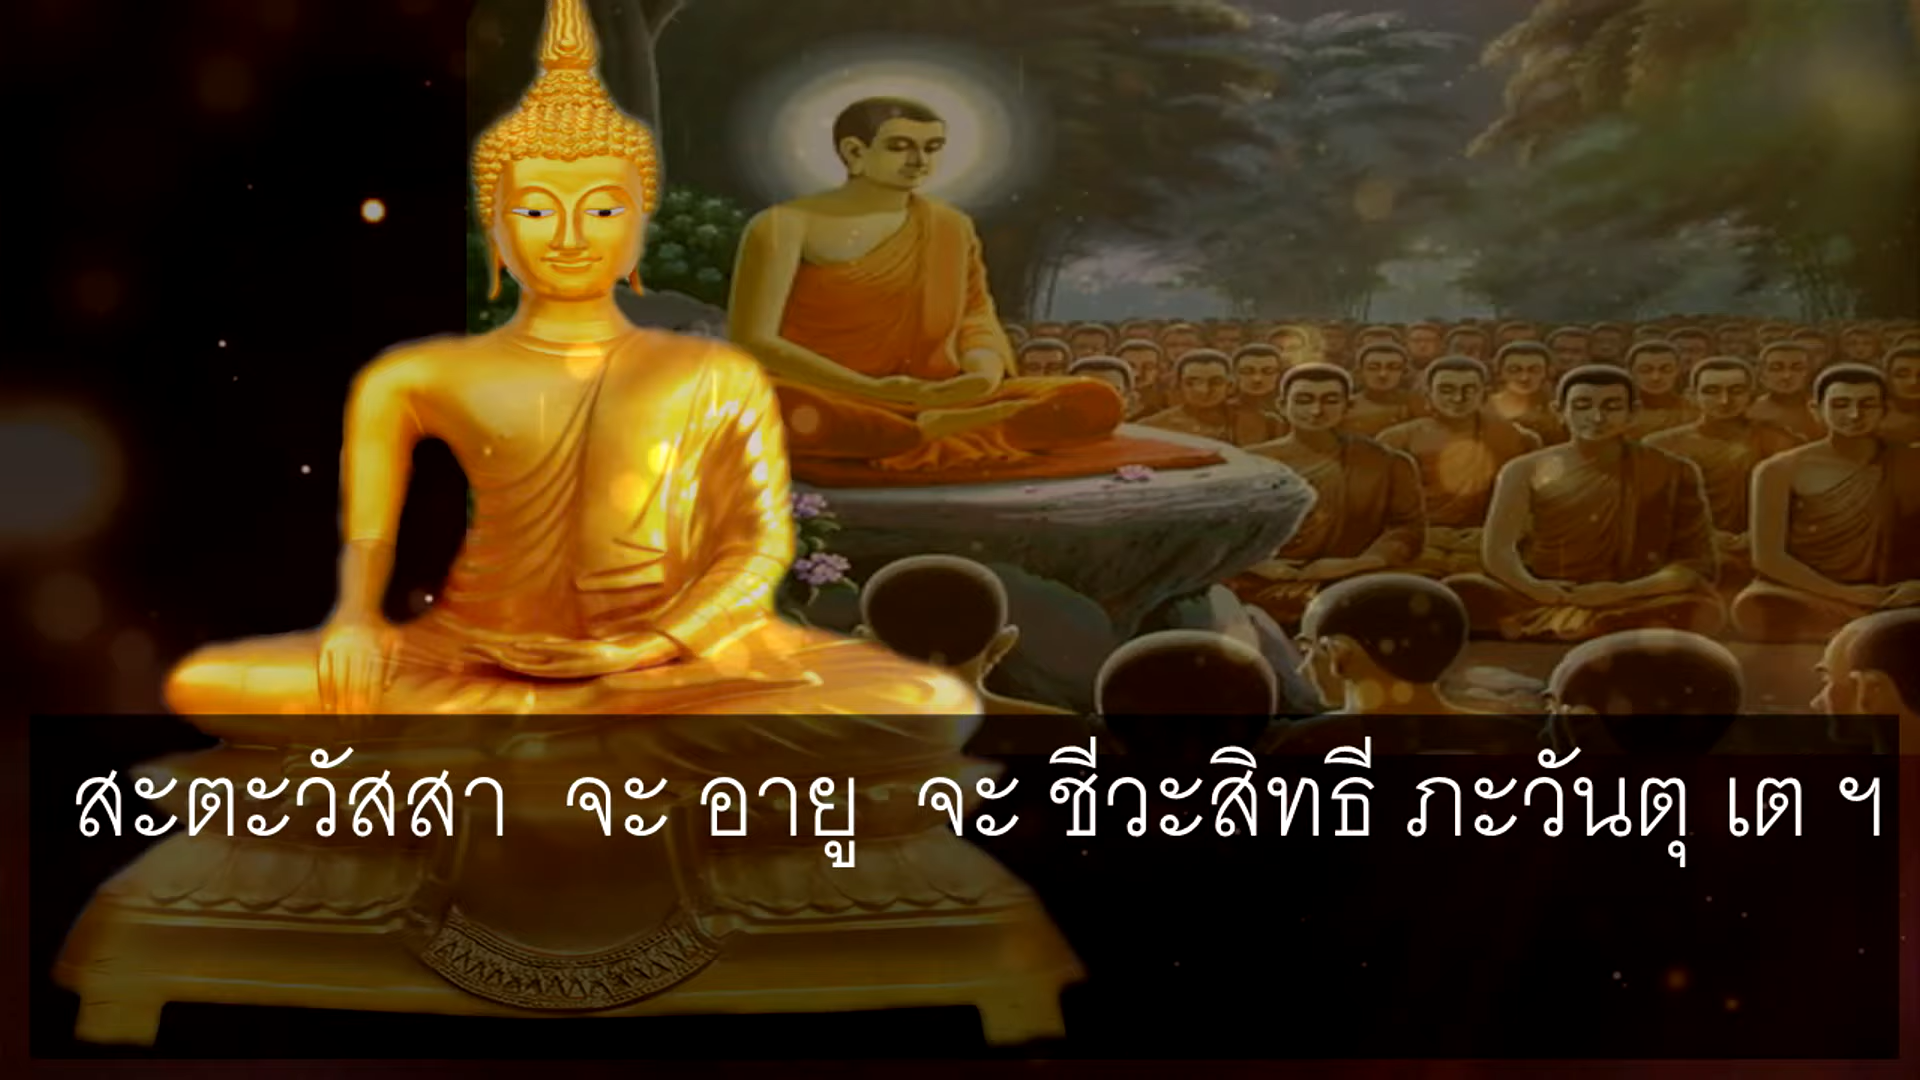 สะตะวัสสา จะ อายู จะ ชีวะสิทธี ภะวันตุ เต ฯ